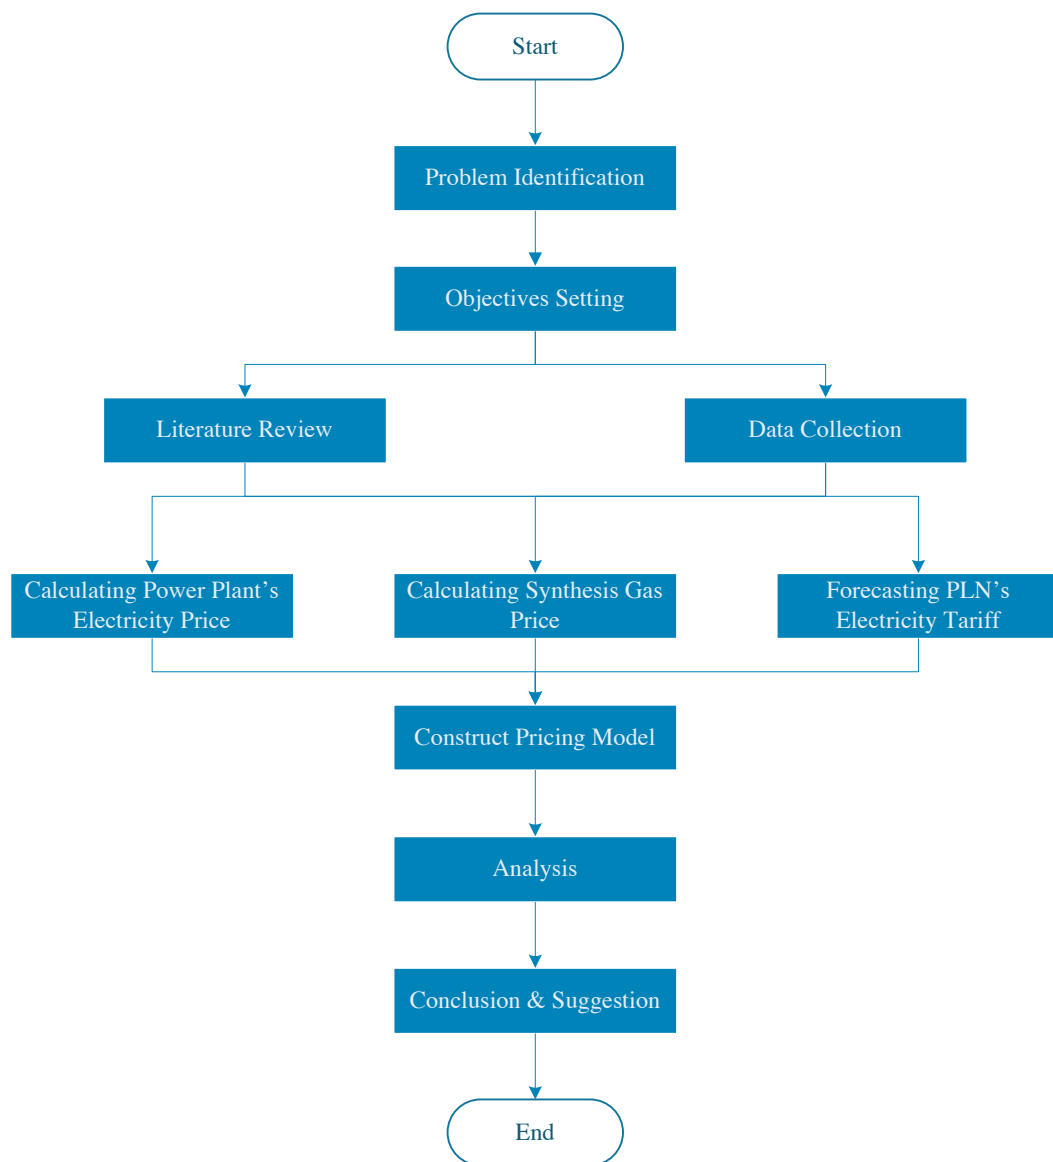 Start
Problem Identification
Objectives Setting
Literature Review
Data Collection
Calculating Power Plant’s
Electricity Price
Calculating Synthesis Gas
Price
Forecasting PLN’s
Electricity Tariff
Construct Pricing Model
Analysis
Conclusion & Suggestion
End